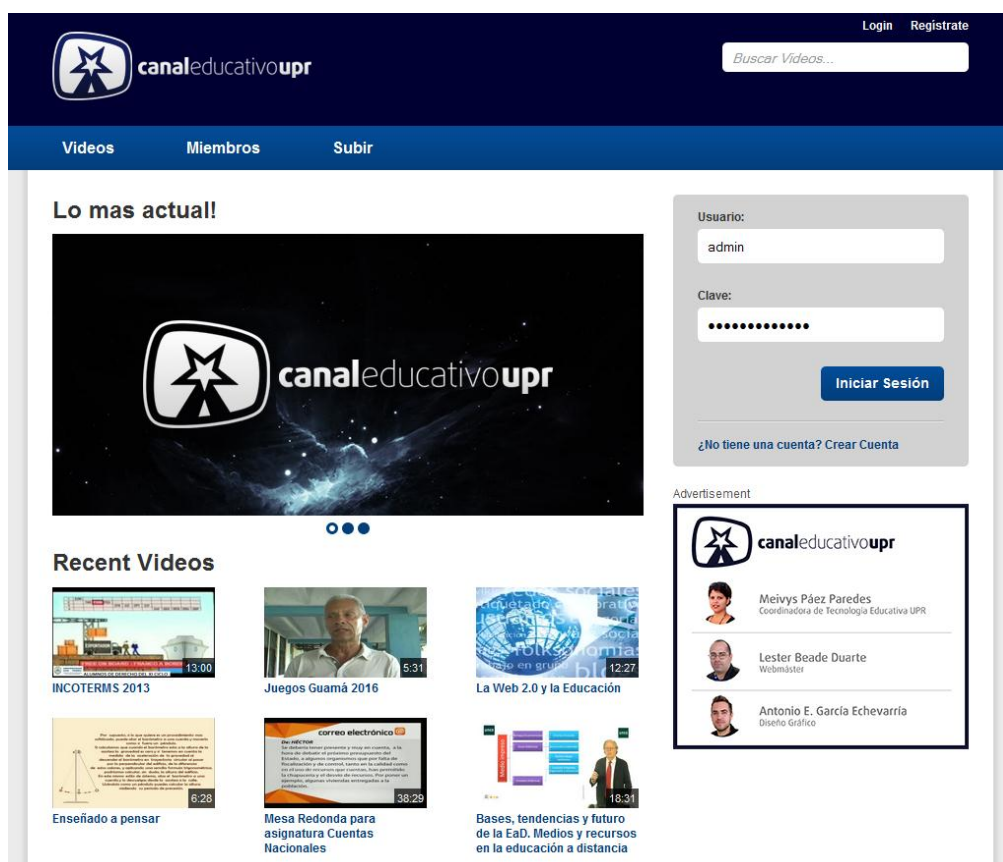 Login Registrate
canaleducativoupr
Buscar Videos...
Videos Miembros Subir
Lo mas actual!
canaleducativoupr
Usuario:
admin
Clave:
Iniciar Sesión
¿No tiene una cuenta? Crear Cuenta
Advertisement
canaleducativoupr
Meivys Páez Paredes
Coordinadora de Tecnología Educativa UPR
Lester Beade Duarte
Webmáster
Antonio E. García Echevarría
Diseño Gráfico
Recent Videos
13:00
INCOTERMS 2013
5:31
Juegos Guamá 2016
12:27
La Web 2.0 y la Educación
6:28
Enseñado a pensar
correo electrónico
De: HÉCTOR
38:29
Mesa Redonda para
asignatura Cuentas
Nacionales
18:31
Bases, tendencias y futuro
de la EaD. Medios y recursos
en la educación a distancia